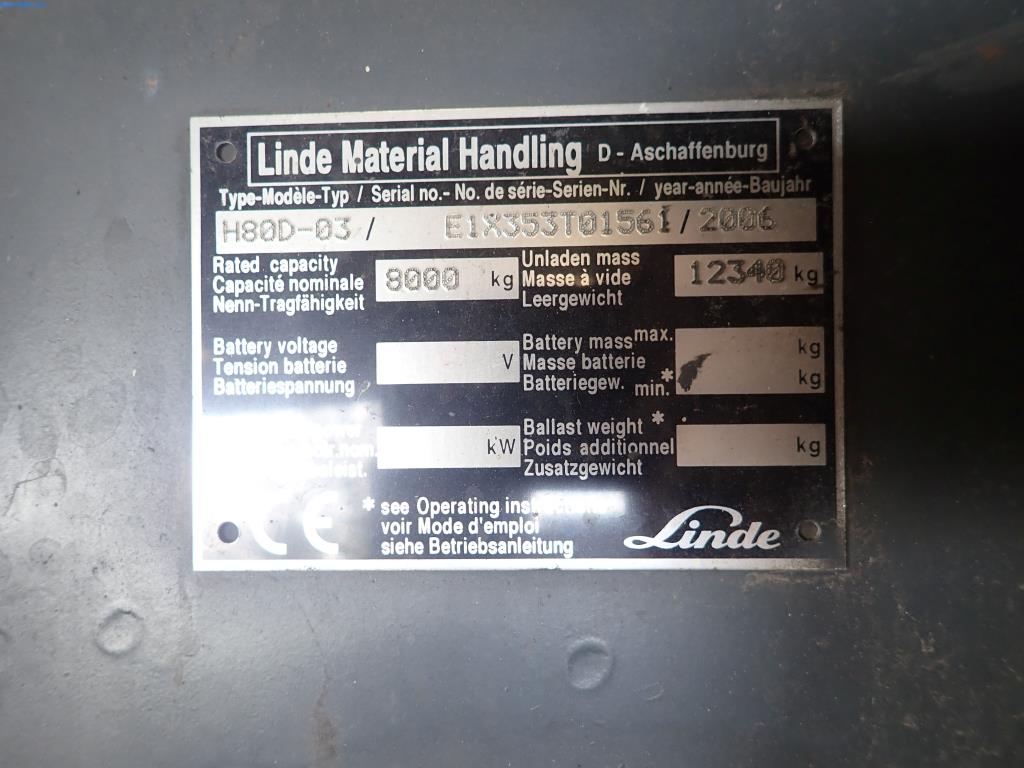 Linde Material Handling D - Aschaffenburg
Type-Modèle-Typ / Serial no.- No. de série-Serien-Nr. / year-année-Baujahr
H80D-03 / E1X353T01561 / 2006
Rated capacity
Capacité nominale
Nenn-Tragfähigkeit
8000 kg
Unladen mass
Masse à vide
Leergewicht
12340 kg
Battery voltage
Tension batterie
Batteriespannung
V
Battery mass max.
Masse batterie
Batteriegew. min.*
kg
kg
kW
Ballast weight *
Poids additionnel
Zusatzgewicht
kg
CE
* see Operating
voir Mode d'emploi
siehe Betriebsanleitung
Linde